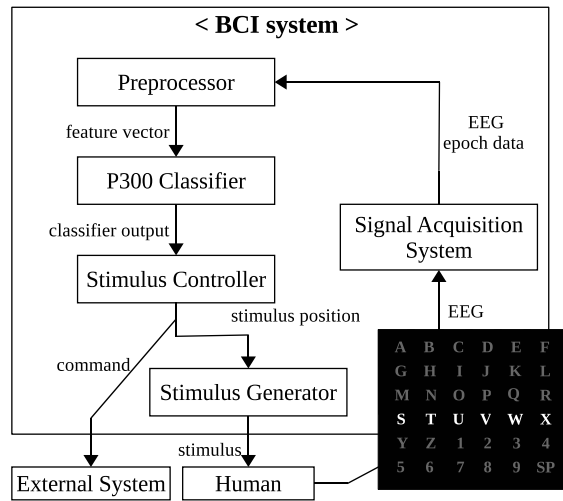 < BCI system >
Preprocessor
feature vector
EEG
epoch data
P300 Classifier
classifier output
Signal Acquisition
System
Stimulus Controller
stimulus position
EEG
command
Stimulus Generator
stimulus
External System
Human
A B C D E F
G H I J K L
M N O P Q R
S T U V W X
Y Z 1 2 3 4
5 6 7 8 9 SP